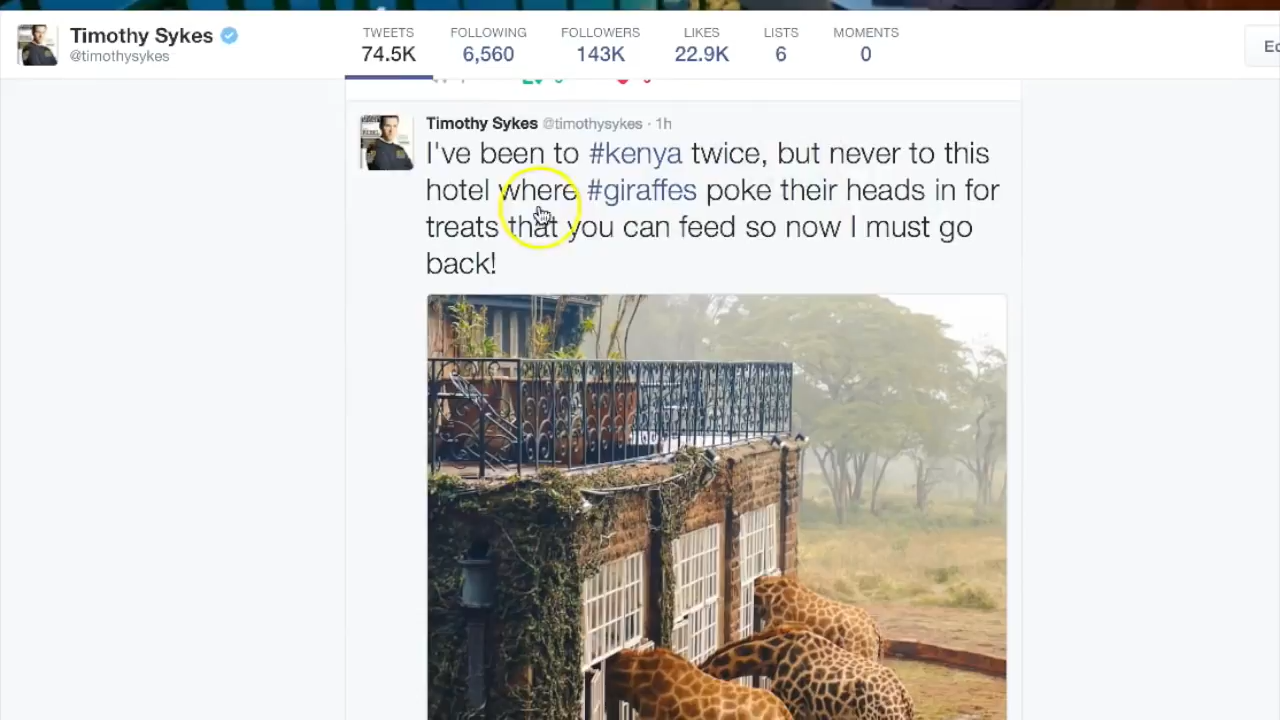 Timothy Sykes
@timothysykes
TWEETS FOLLOWING FOLLOWERS LIKES LISTS MOMENTS
74.5K 6,560 143K 22.9K 6 0
Timothy Sykes @timothysykes · 1h
I've been to #kenya twice, but never to this
hotel where #giraffes poke their heads in for
treats that you can feed so now I must go
back!